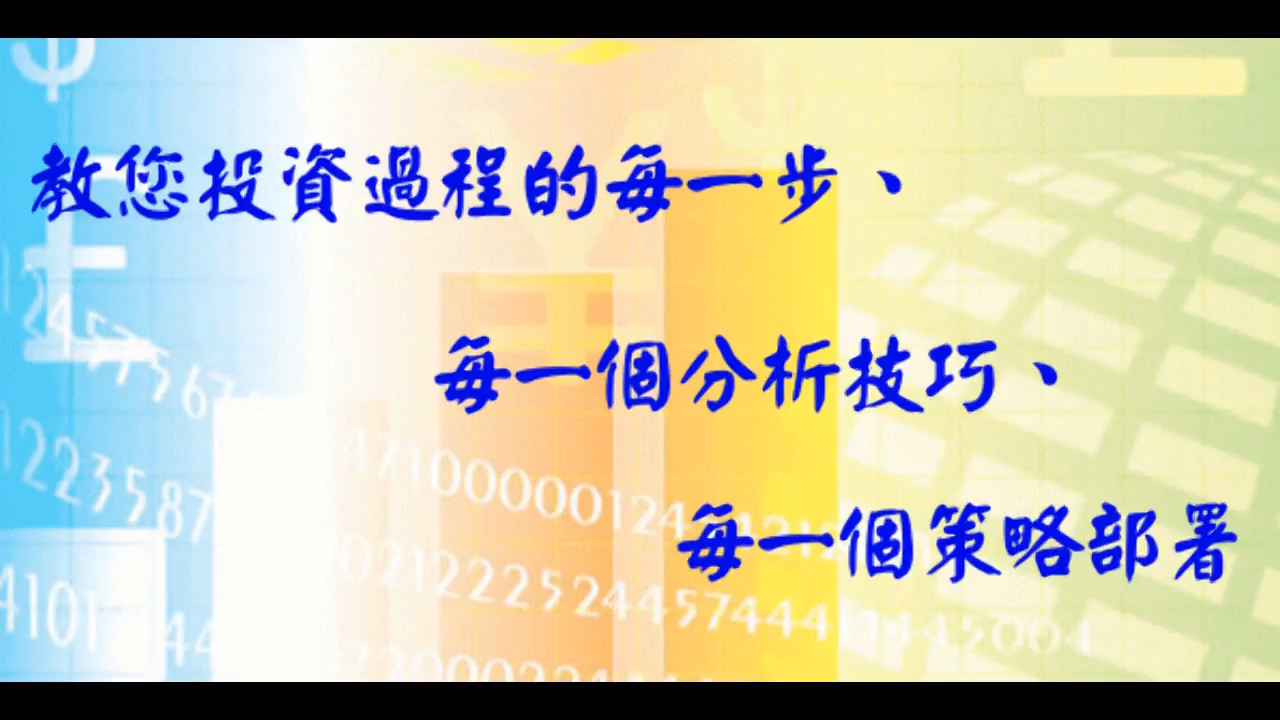 教您投資過程的每一步、
每一個分析技巧、
每一個策略部署